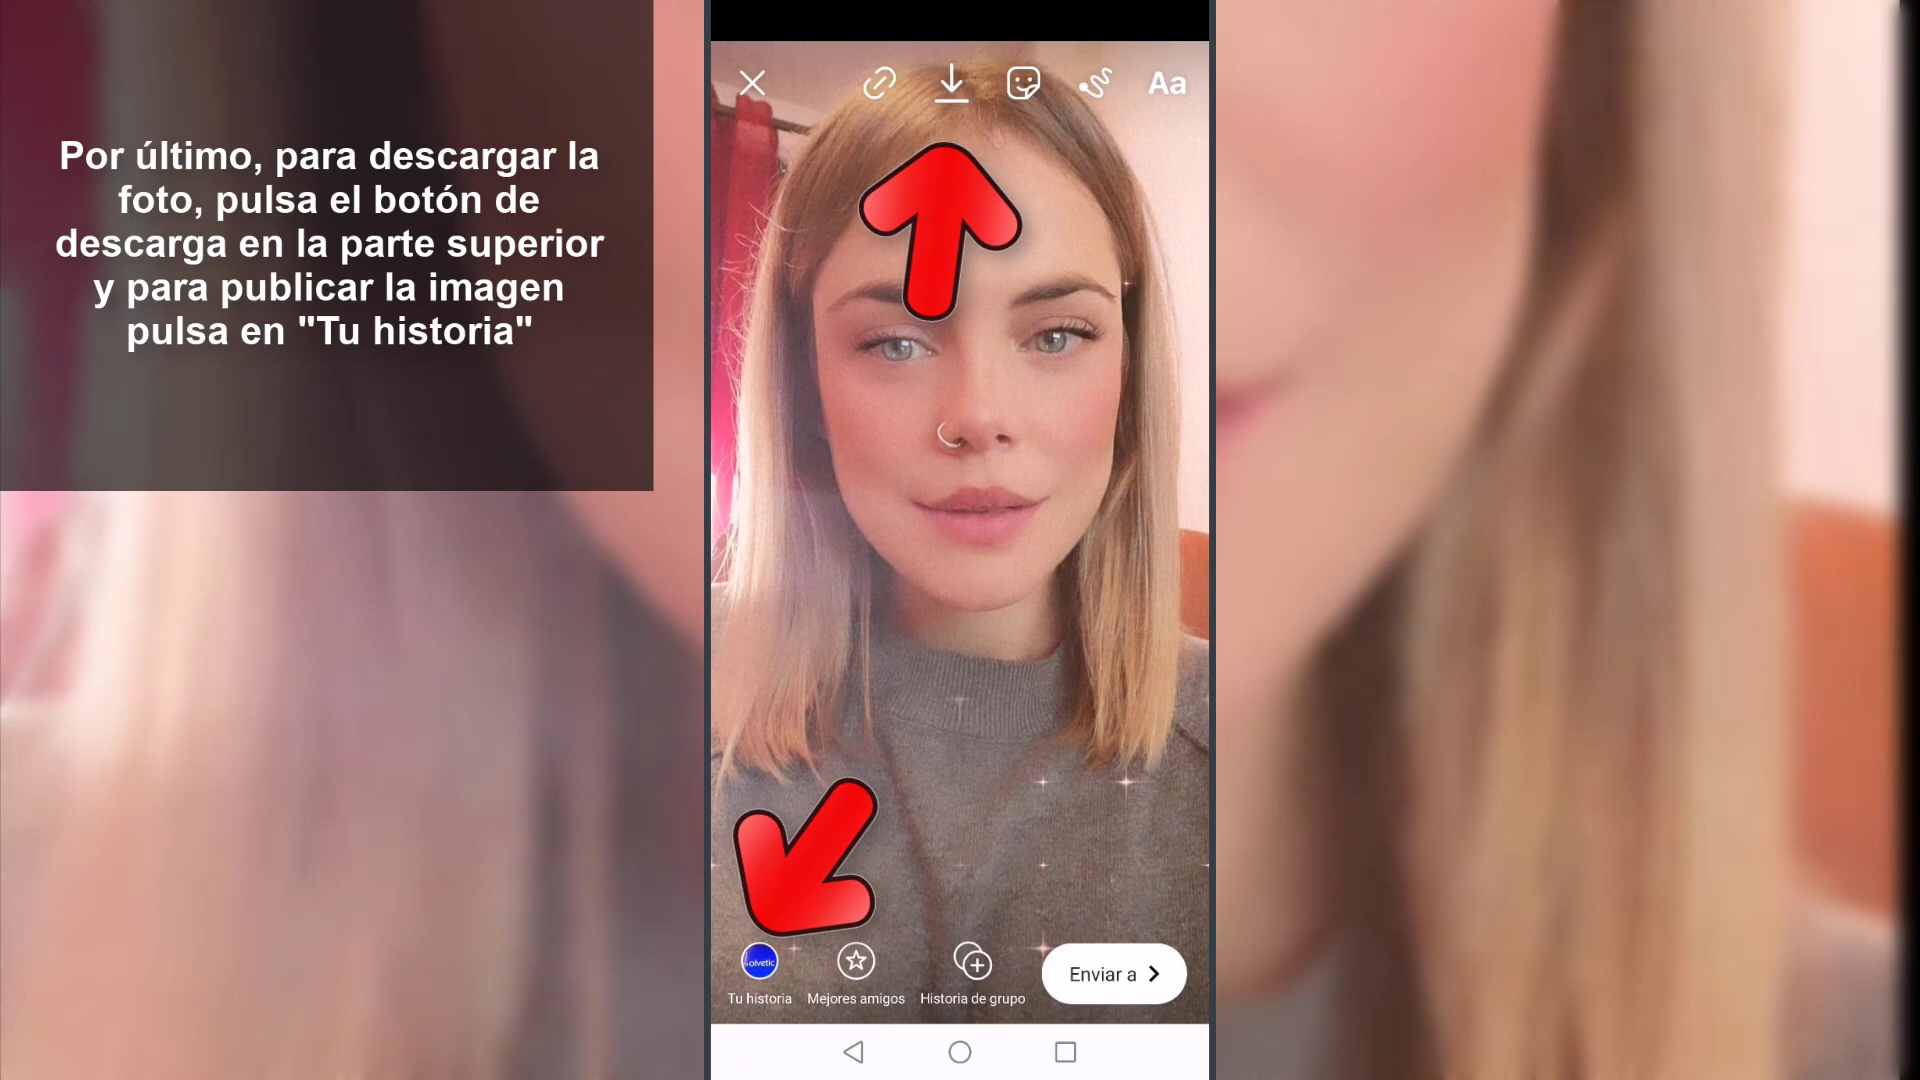 Por último, para descargar la
foto, pulsa el botón de
descarga en la parte superior
y para publicar la imagen
pulsa en "Tu historia"
Aa
olvetic
Tu historia
Mejores amigos
Historia de grupo
Enviar a